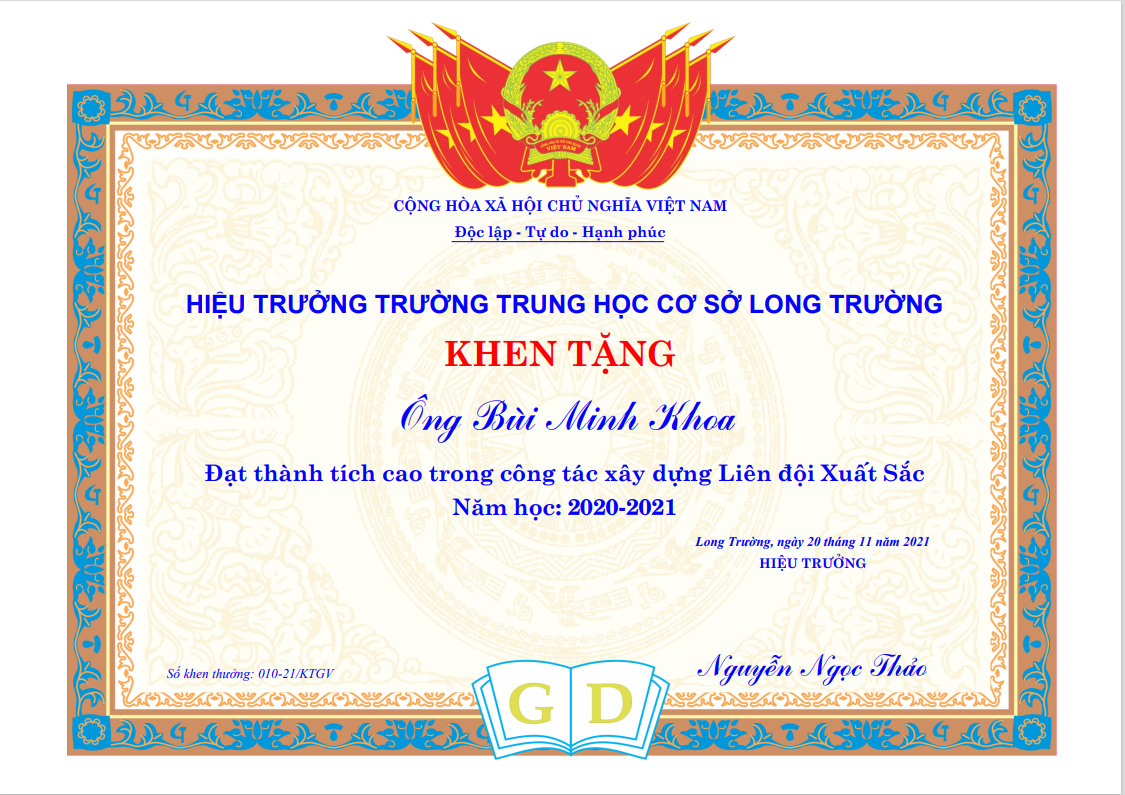 CỘNG HÒA XÃ HỘI CHỦ NGHĨA VIỆT NAM
Độc lập - Tự do - Hạnh phúc
HIỆU TRƯỞNG TRƯỜNG TRUNG HỌC CƠ SỞ LONG TRƯỜNG
KHEN TẶNG
Ông Bùi Minh Khoa
Đạt thành tích cao trong công tác xây dựng Liên đội Xuất Sắc
Năm học: 2020-2021
Long Trường, ngày 20 tháng 11 năm 2021
HIỆU TRƯỞNG
Nguyễn Ngọc Thảo
Số khen thưởng: 010-21/KTGV
G D